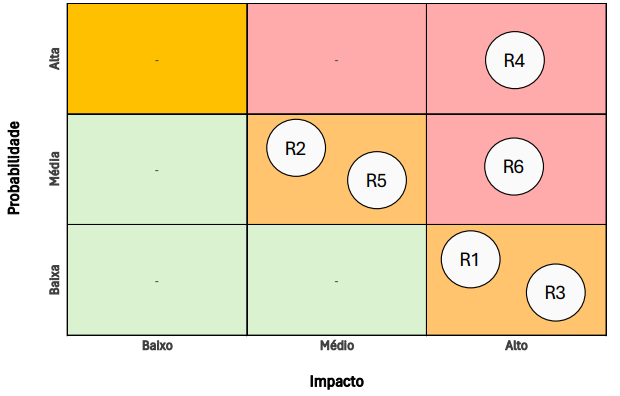 Probabilidade
Alta
-
-
R4
Média
-
R2
R5
R6
Baixa
-
-
R1
R3
Baixo
Médio
Alto
Impacto